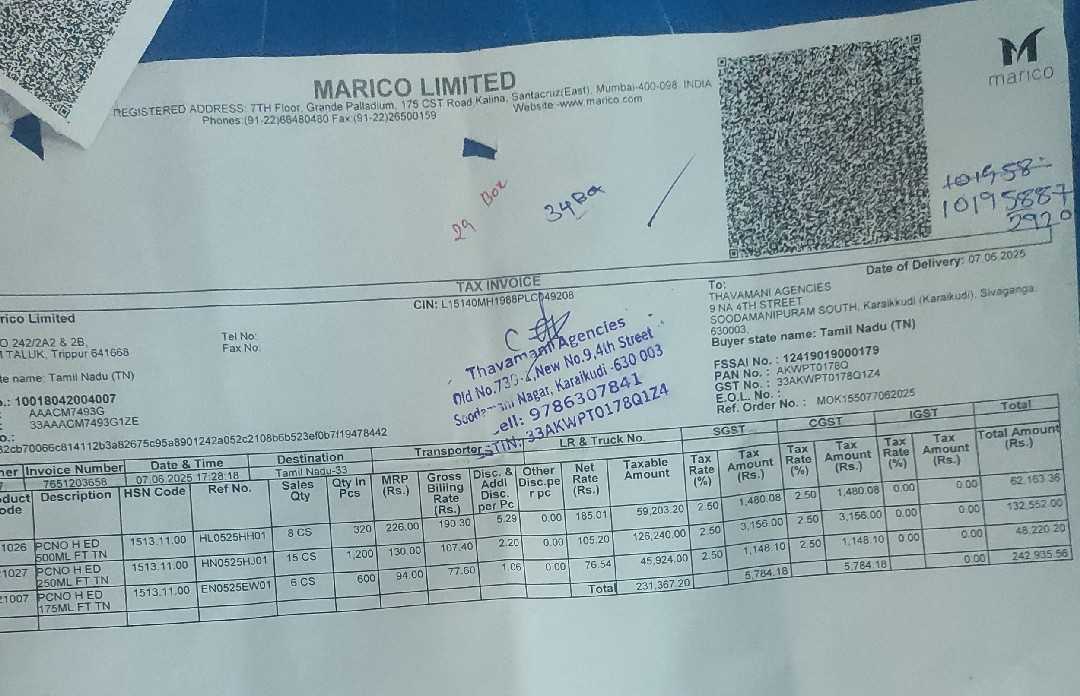 MARICO LIMITED
REGISTERED ADDRESS: 7TH Floor, Grande Palladium, 175 CST Road,Kalina, Santacruz(East), Mumbai-400-098 INDIA
Phones:(91-22)66480480 Fax:(91-22)26500159 Website:-www.marico.com
marico
29 Box
34 Box
101958
10195887
2920
TAX INVOICE
CIN: L15140MH1988PLC049208
Date of Delivery: 07.06.2025
rico Limited
O.242/2A2 & 2B,
TALUK, Trippur 641668
te name: Tamil Nadu (TN)
.: 10018042004007
AAACM7493G
33AAACM7493G1ZE
o.:
82cb70066c814112b3a82675c95a8901242a052c2108b6b523ef0b7f19478442
Tel No:
Fax No:
Thavamani Agencies
Old No.730-4,New No.9,4th Street
Nagar, Karaikudi -630 003
Cell: 9786307841
GSTIN: 33AKWPT0178Q1Z4
To:
THAVAMANI AGENCIES
9 NA 4TH STREET
SOODAMANIPURAM SOUTH, Karaikkudi (Karaikudi), Sivaganga,
630003,
Buyer state name: Tamil Nadu (TN)
FSSAI No. : 12419019000179
PAN No. : AKWPT0178Q
GST No. : 33AKWPT0178Q1Z4
E.O.L. No. :
Ref. Order No.: MOK155077062025
ner Invoice Number Date & Time Destination Transporter LR & Truck No. SGST CGST IGST Total
7651203658 07.06.2025 17:28:18 Tamil Nadu-33
duct ode Description HSN Code Ref No. Sales Qty Qty In Pcs MRP (Rs.) Gross Billing Rate (Rs.) Disc. & Addl Disc. per Pc Other Disc.per pc Net Rate (Rs.) Taxable Amount Tax Rate (%) Tax Amount (Rs.) Tax Rate (%) Tax Amount (Rs.) Tax Rate (%) Tax Amount (Rs.) Total Amount (Rs.)
1026 PCNO H ED 500ML FT TN 1513.11.00 HL0525HH01 8 CS 320 226.00 190.30 5.29 0.00 185.01 59,203.20 2.50 1,480.08 2.50 1,480.08 0.00 0.00 62,163.36
1027 PCNO H ED 250ML FT TN 1513.11.00 HN0525HJ01 15 CS 1,200 130.00 107.40 2.20 0.00 105.20 126,240.00 2.50 3,156.00 2.50 3,156.00 0.00 0.00 132,552.00
1007 PCNO H ED 175ML FT TN 1513.11.00 EN0525EW01 6 CS 600 94.00 77.60 1.06 0.00 76.54 45,924.00 2.50 1,148.10 2.50 1,148.10 0.00 0.00 48,220.20
Total 231,367.20 5,784.18 5,784.18 0.00 242,935.56